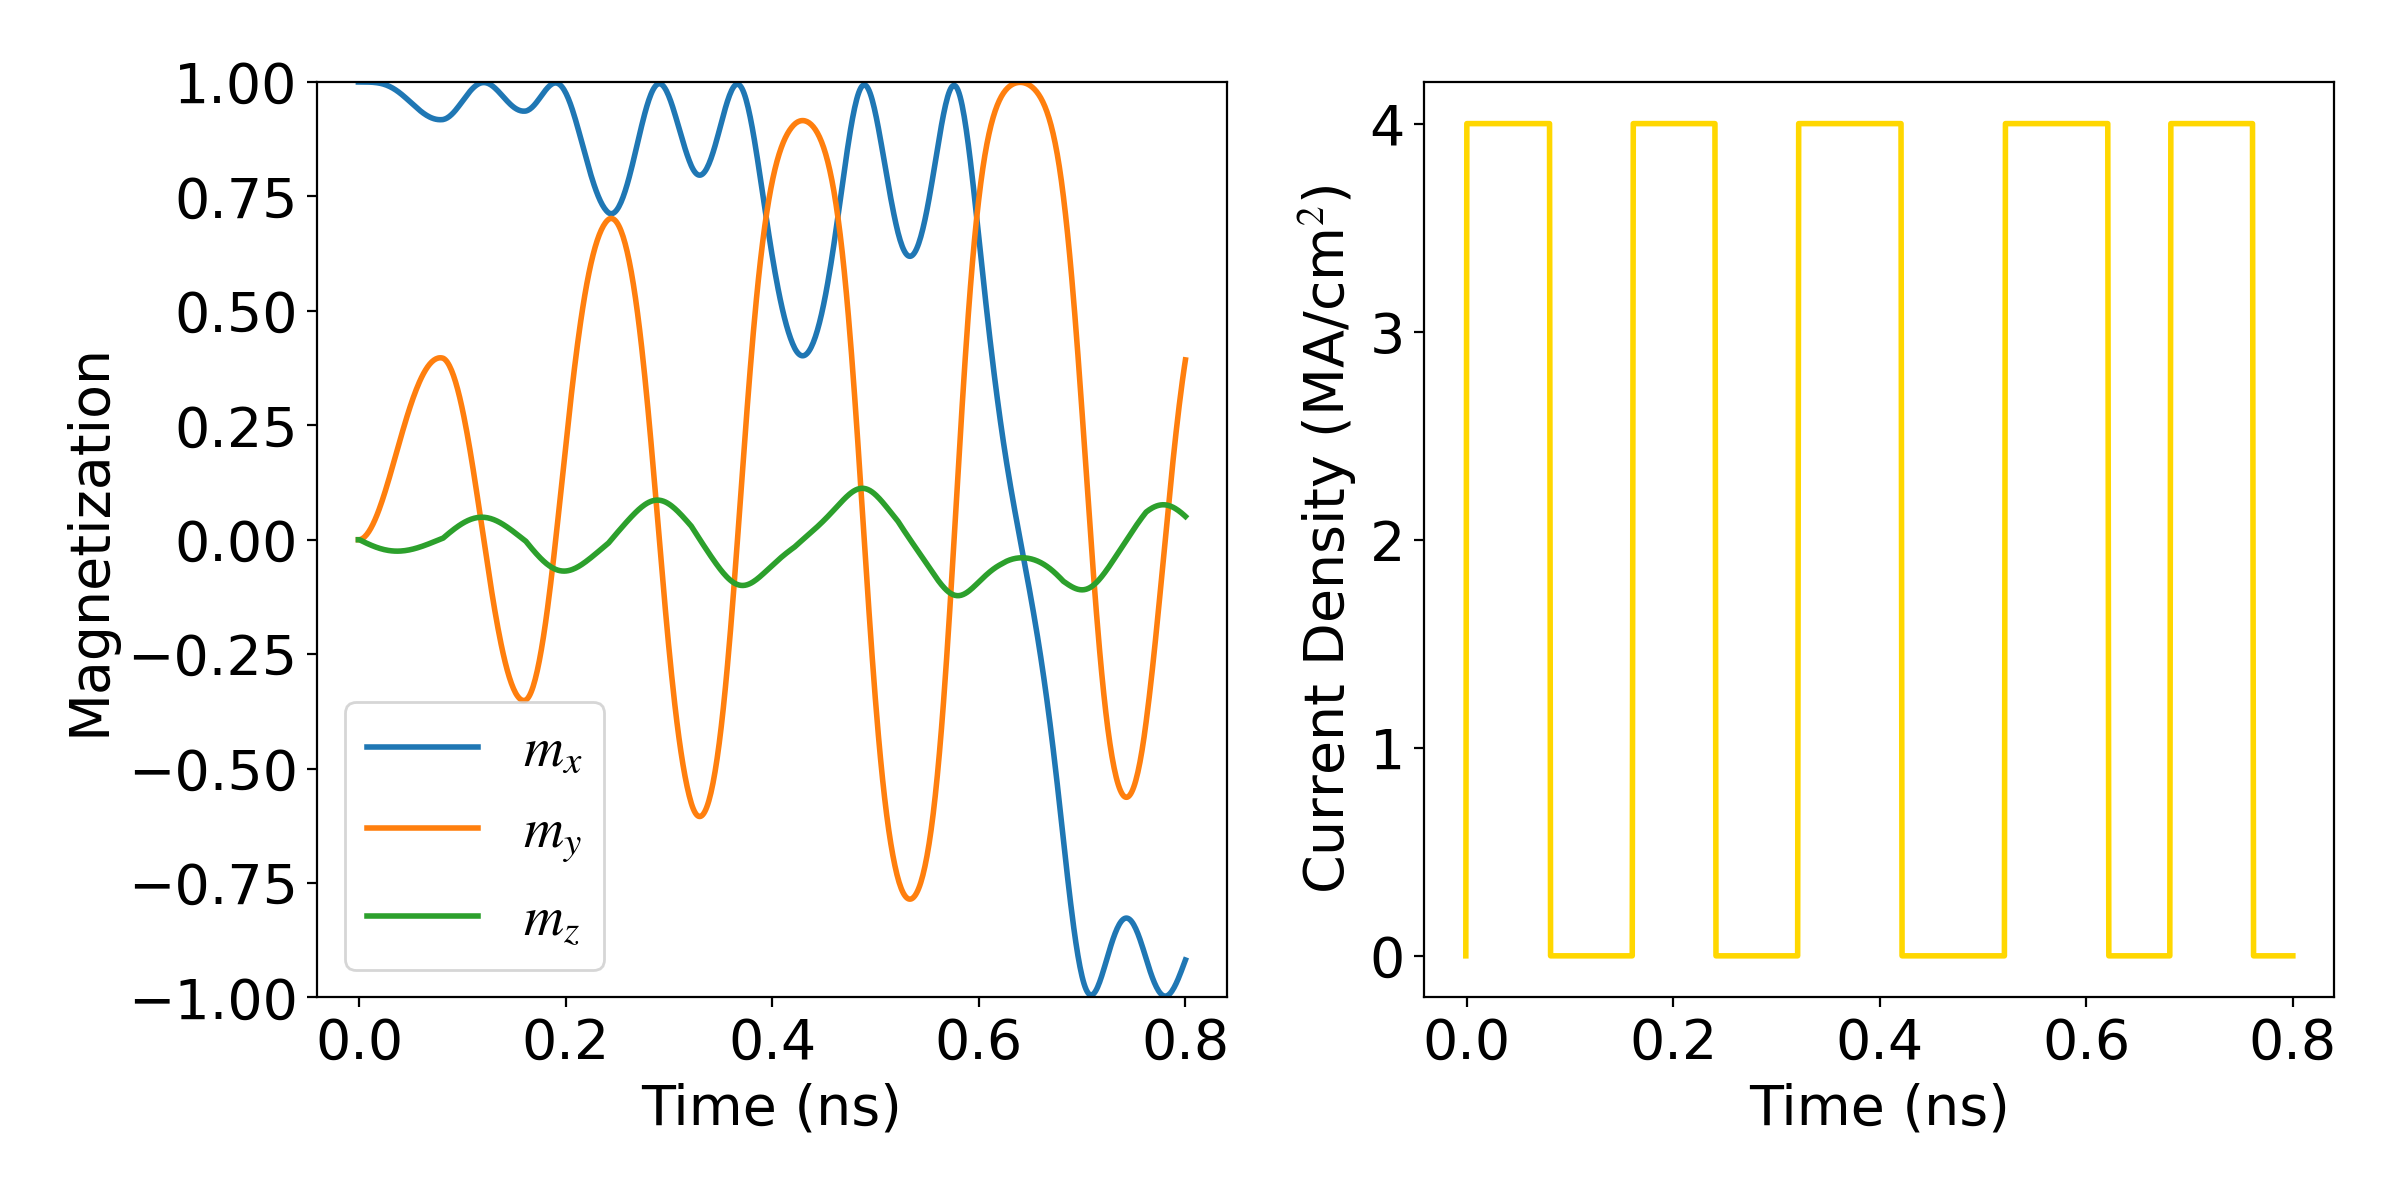 1.00
0.75
0.50
0.25
0.00
−0.25
−0.50
−0.75
−1.00
Magnetization
m_x
m_y
m_z
0.0 0.2 0.4 0.6 0.8
Time (ns)
4
3
2
1
0
Current Density (MA/cm²)
0.0 0.2 0.4 0.6 0.8
Time (ns)